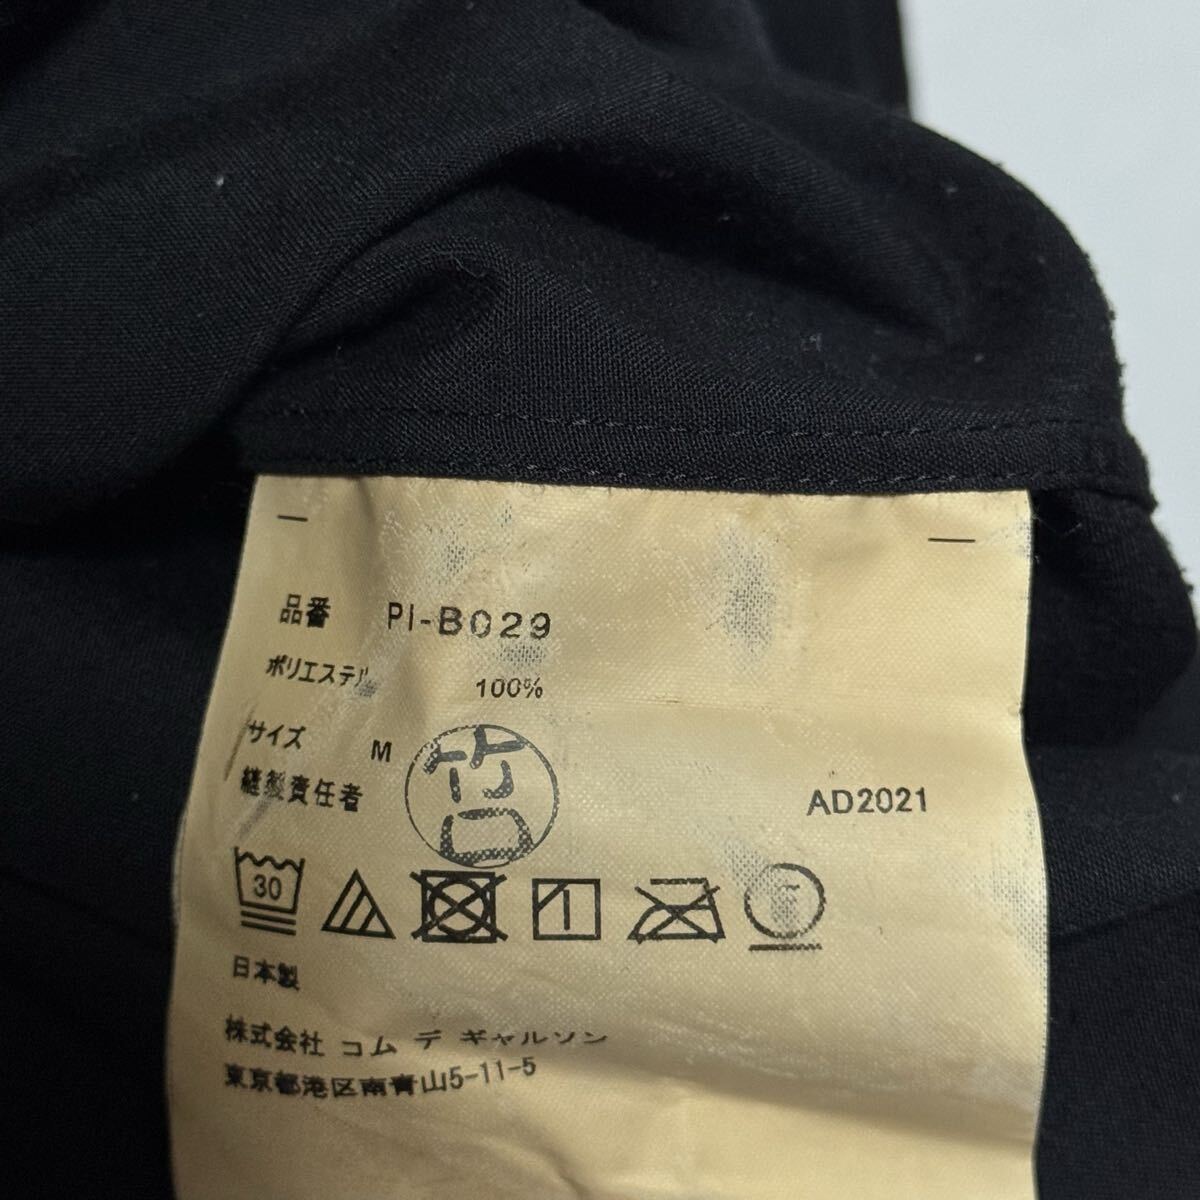 品番 PI-B029
ポリエステル 100%
サイズ M
縫製責任者
AD2021
30
日本製
株式会社 コム デ ギャルソン
東京都港区南青山5-11-5